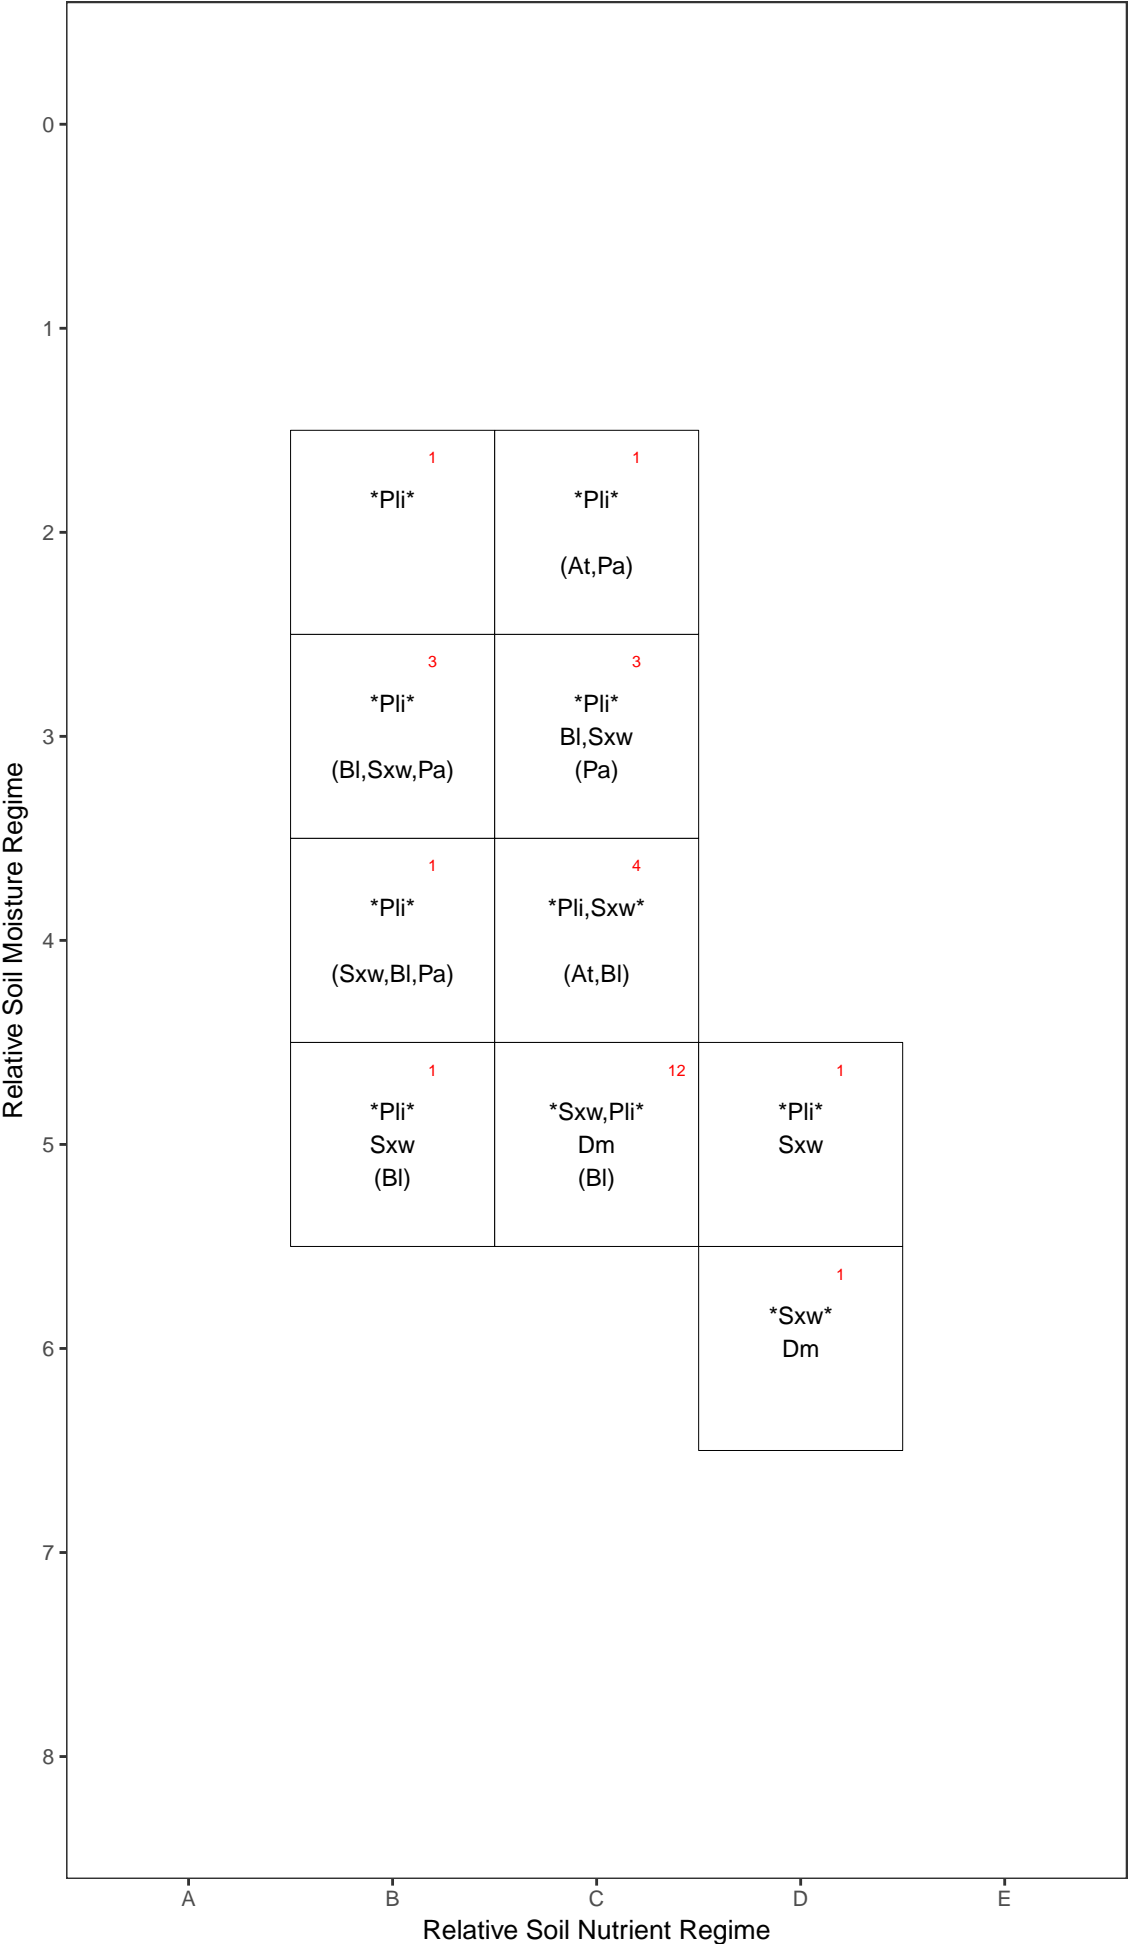 0
1
1
1
*Pli*
*Pli*
2
(At,Pa)
3
3
*Pli*
*Pli*
3
Bl,Sxw
(Bl,Sxw,Pa)
(Pa)
1
4
*Pli*
*Pli,Sxw*
4
(Sxw,Bl,Pa)
(At,Bl)
1
12
1
*Pli*
*Sxw,Pli*
*Pli*
5
Sxw
Dm
Sxw
(Bl)
(Bl)
1
*Sxw*
6
Dm
7
8
Relative Soil Moisture Regime
A
B
C
D
E
Relative Soil Nutrient Regime